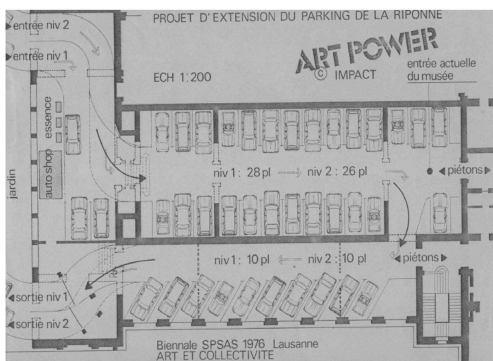 PROJET D'EXTENSION DU PARKING DE LA RIPONNE
ART POWER
© IMPACT
ECH 1:200
entrée niv 2
entrée niv 1
entrée actuelle
du musée
essence
auto shop
jardin
niv 1: 28 pl
niv 2: 26 pl
piétons
niv 1: 10 pl
niv 2: 10 pl
piétons
sortie niv 1
sortie niv 2
Biennale SPSAS 1976 Lausanne
ART ET COLLECTIVITE